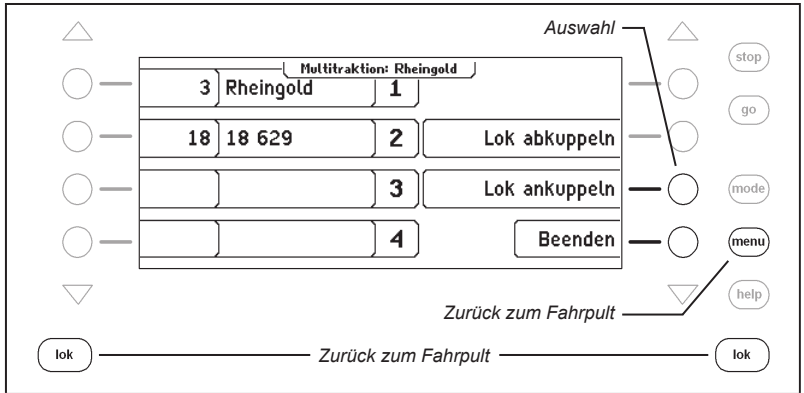 Auswahl
stop
Multitraktion: Rheingold
3 Rheingold 1
go
18 18 629 2 Lok abkuppeln
3 Lok ankuppeln
mode
4 Beenden
menu
help
Zurück zum Fahrpult
lok Zurück zum Fahrpult lok